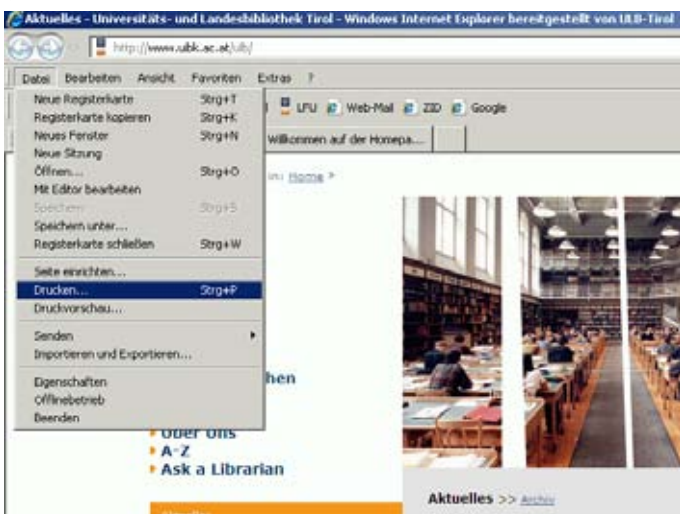 Aktuelles - Universitäts- und Landesbibliothek Tirol - Windows Internet Explorer bereitgestellt von ULB-Tirol
http://www.uibk.ac.at/ulb/
Datei Bearbeiten Ansicht Favoriten Extras ?
LFU Web-Mail ZID Google
Willkommen auf der Homepa...
Home >
Neue Registerkarte Strg+T
Registerkarte kopieren Strg+K
Neues Fenster Strg+N
Neue Sitzung
Öffnen... Strg+O
Mit Editor bearbeiten
Speichern Strg+S
Speichern unter...
Registerkarte schließen Strg+W
Seite einrichten...
Drucken... Strg+P
Druckvorschau...
Senden
Importieren und Exportieren...
Eigenschaften
Offlinebetrieb
Beenden
hen
Über Uns
A-Z
Ask a Librarian
Aktuelles >> Archiv